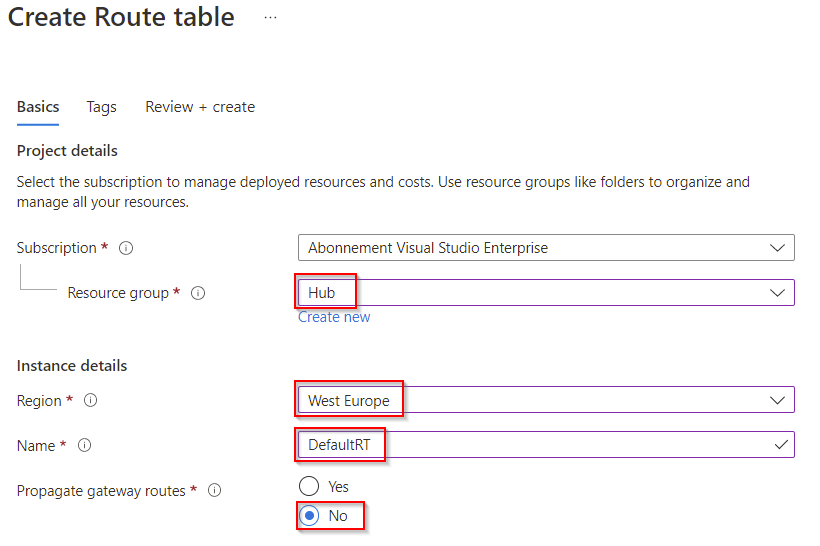 Create Route table ...
Basics Tags Review + create
Project details
Select the subscription to manage deployed resources and costs. Use resource groups like folders to organize and
manage all your resources.
Subscription * Abonnement Visual Studio Enterprise
Resource group * Hub
Create new
Instance details
Region * West Europe
Name * DefaultRT
Propagate gateway routes * Yes
No